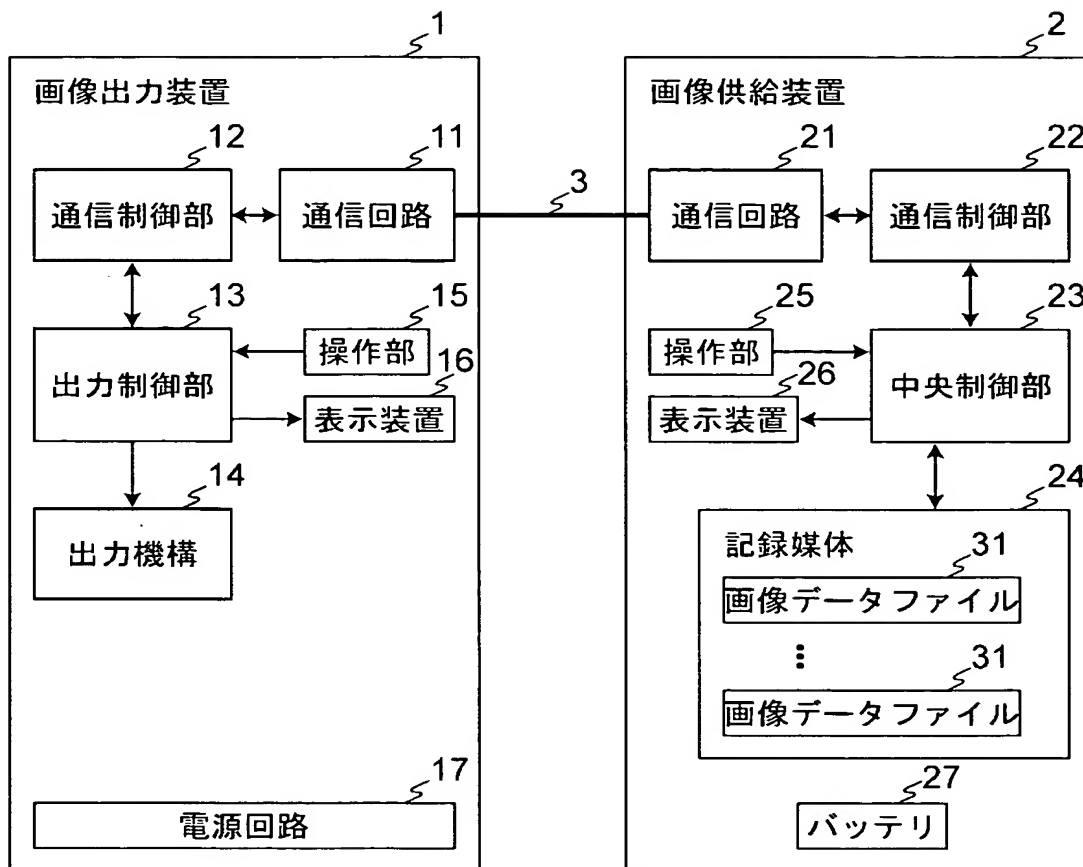 1
画像出力装置
12
11
通信制御部
通信回路
3
13
15
出力制御部
操作部
16
表示装置
14
出力機構
17
電源回路
2
画像供給装置
21
22
通信回路
通信制御部
25
23
操作部
中央制御部
26
表示装置
24
記録媒体
31
画像データファイル
31
画像データファイル
27
バッテリ